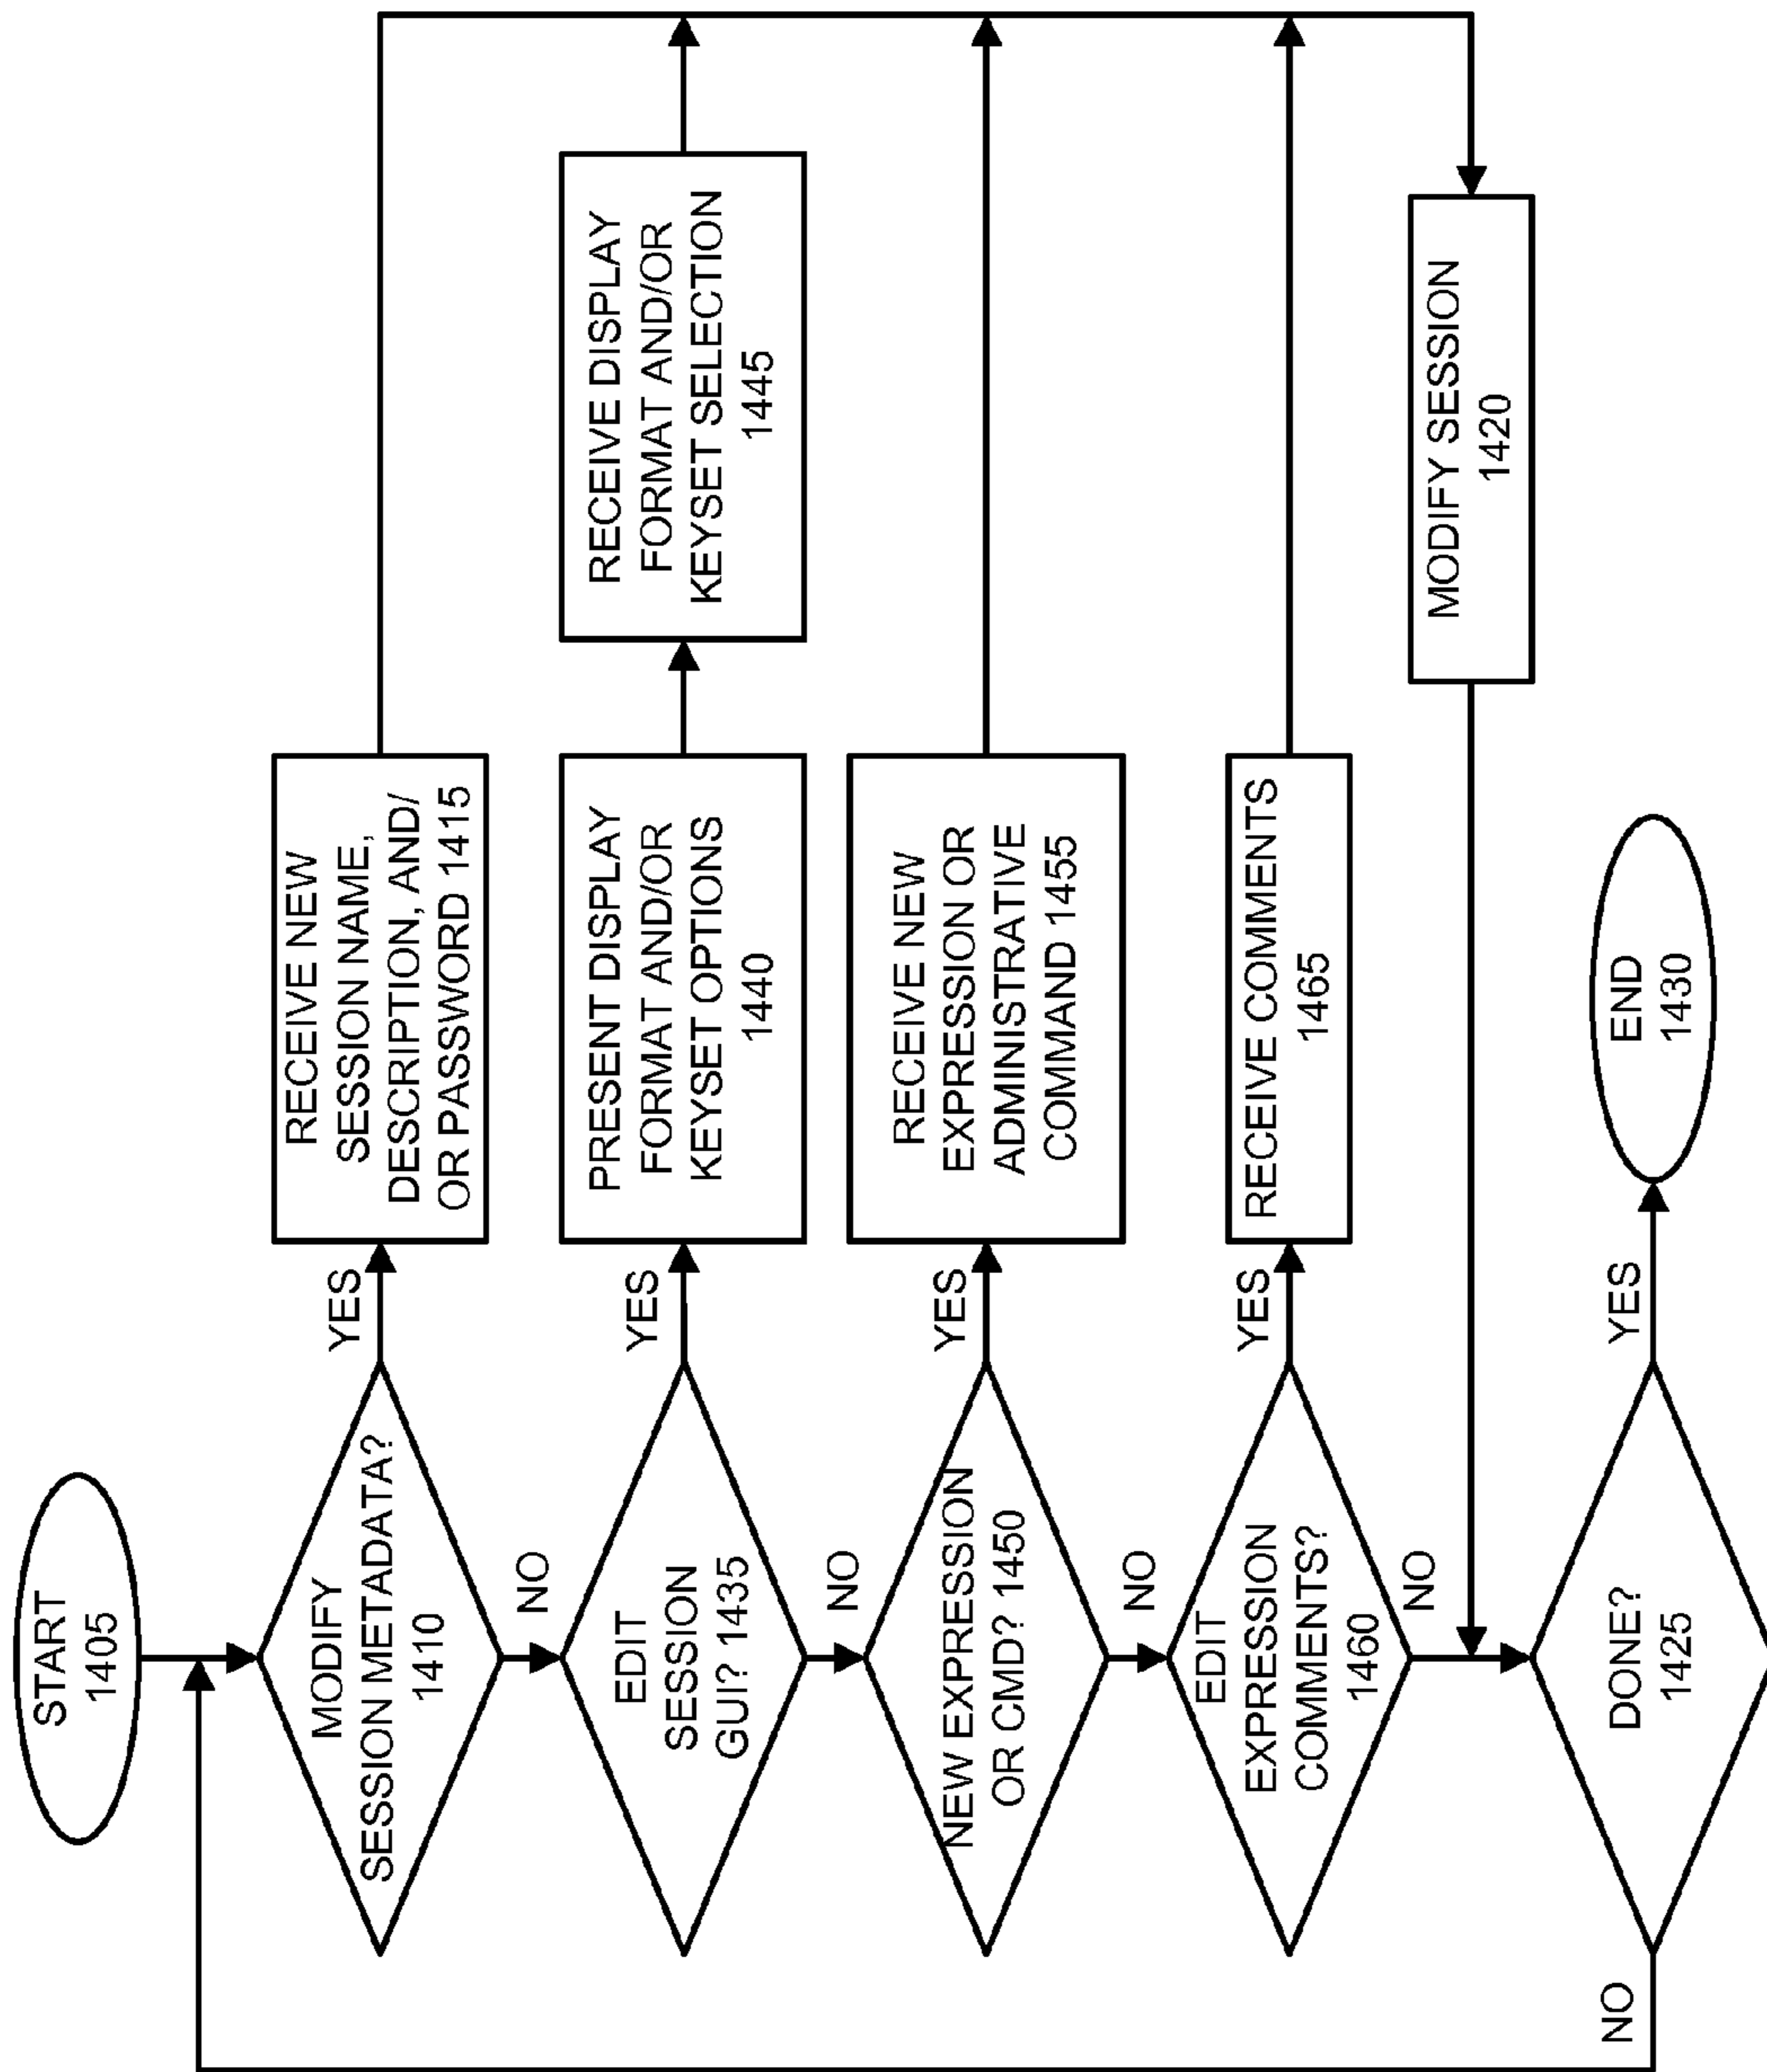 START
1405
MODIFY
SESSION METADATA?
1410
YES
RECEIVE NEW
SESSION NAME,
DESCRIPTION, AND/
OR PASSWORD 1415
NO
EDIT
SESSION
GUI? 1435
YES
PRESENT DISPLAY
FORMAT AND/OR
KEYSET OPTIONS
1440
RECEIVE DISPLAY
FORMAT AND/OR
KEYSET SELECTION
1445
NO
NEW EXPRESSION
OR CMD? 1450
YES
RECEIVE NEW
EXPRESSION OR
ADMINISTRATIVE
COMMAND 1455
NO
EDIT
EXPRESSION
COMMENTS?
1460
YES
RECEIVE COMMENTS
1465
NO
MODIFY SESSION
1420
DONE?
1425
YES
END
1430
NO